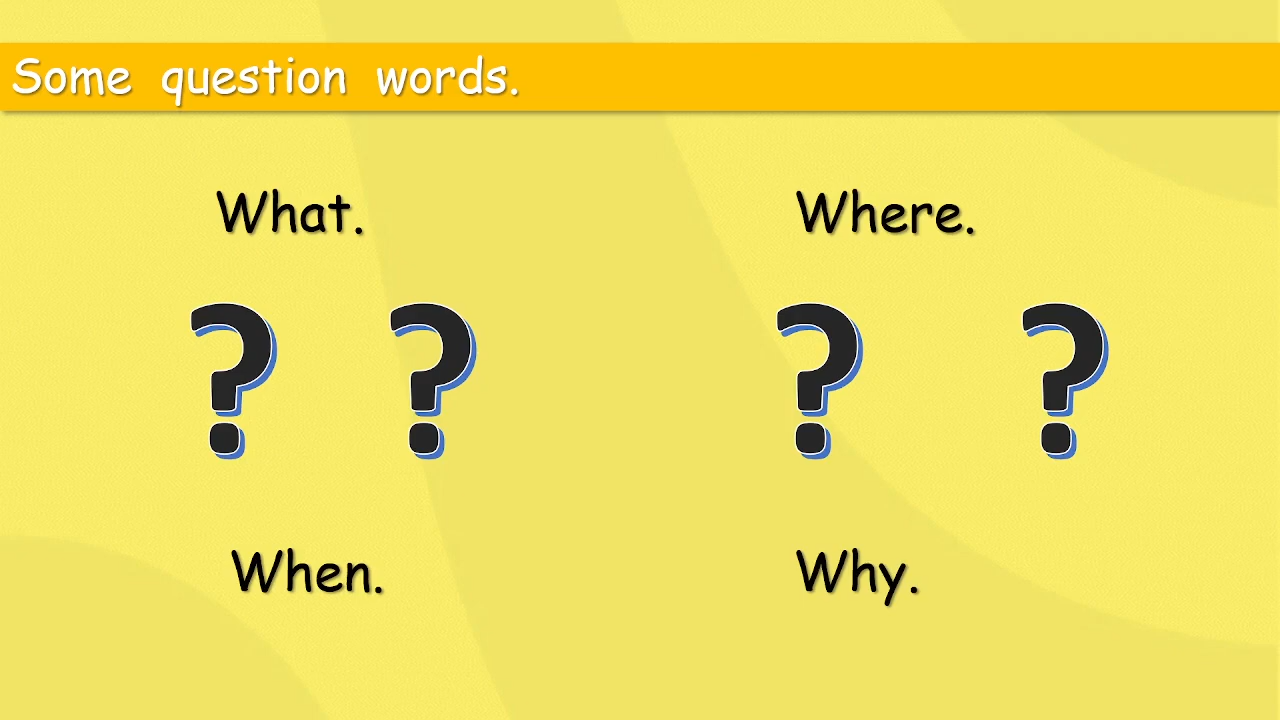 Some question words.
What. Where.
? ? ? ?
When. Why.